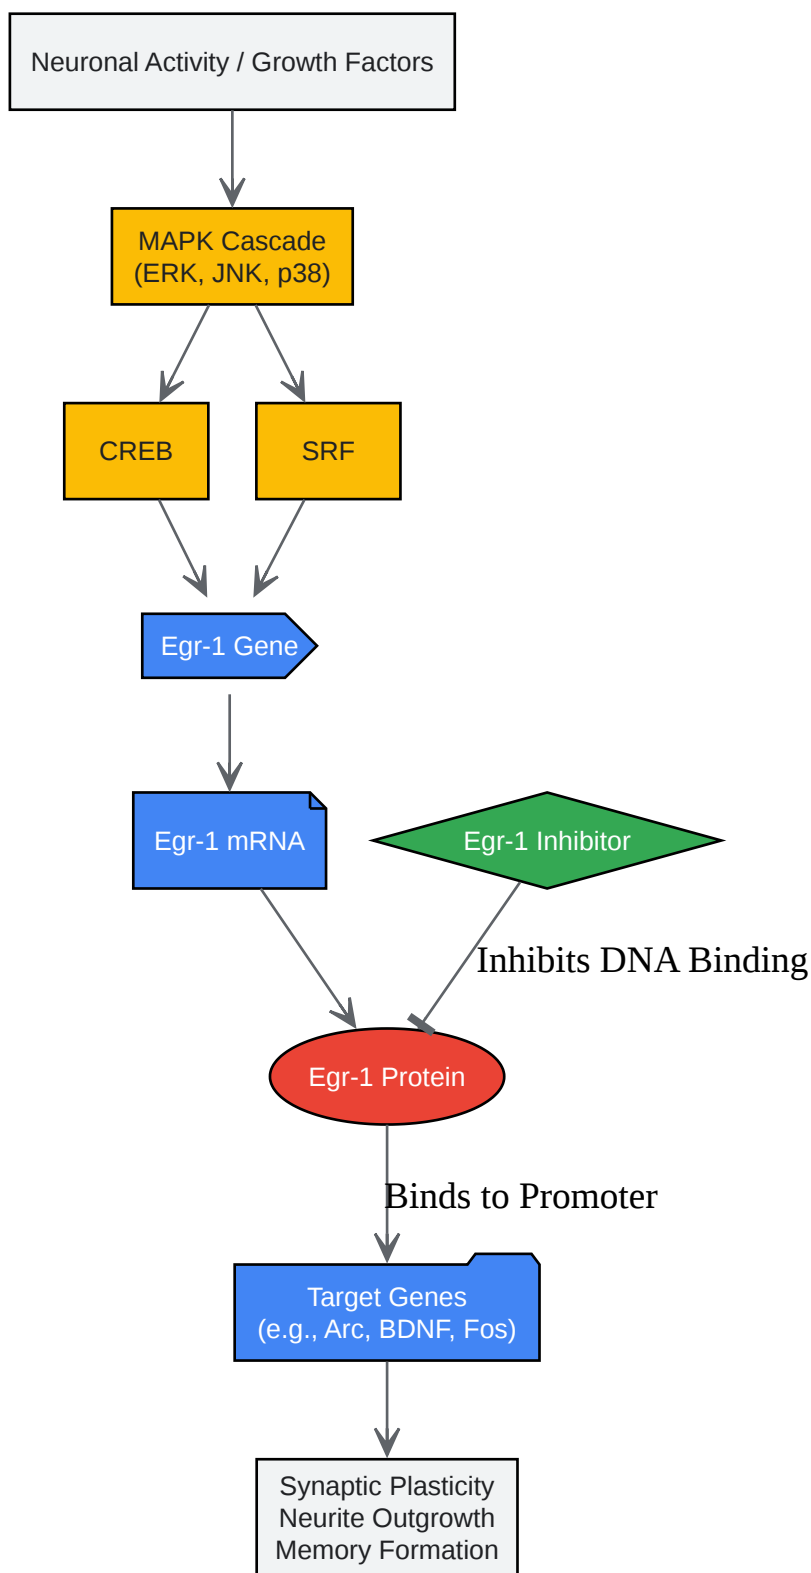 Neuronal Activity / Growth Factors
MAPK Cascade
(ERK, JNK, p38)
CREB
SRF
Egr-1 Gene
Egr-1 mRNA
Egr-1 Inhibitor
Inhibits DNA Binding
Egr-1 Protein
Binds to Promoter
Target Genes
(e.g., Arc, BDNF, Fos)
Synaptic Plasticity
Neurite Outgrowth
Memory Formation